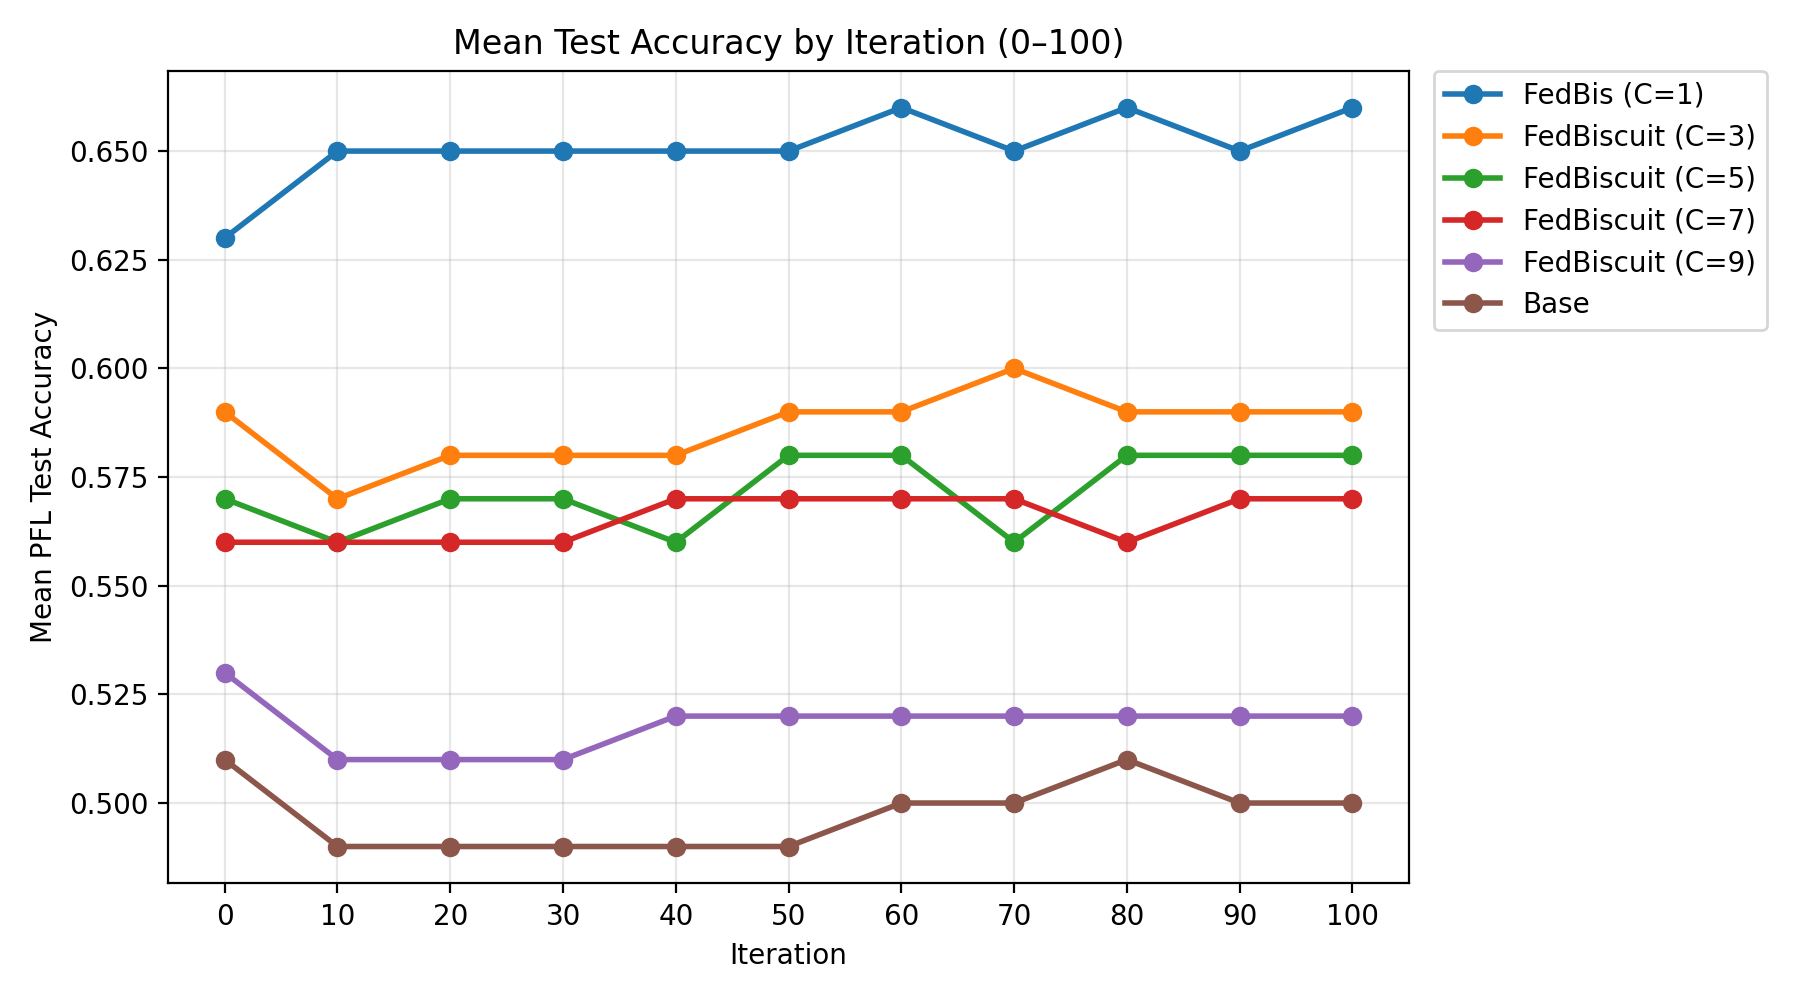 Mean Test Accuracy by Iteration (0–100)
Mean PFL Test Accuracy
0.650
0.625
0.600
0.575
0.550
0.525
0.500
0 10 20 30 40 50 60 70 80 90 100
Iteration
FedBis (C=1)
FedBiscuit (C=3)
FedBiscuit (C=5)
FedBiscuit (C=7)
FedBiscuit (C=9)
Base